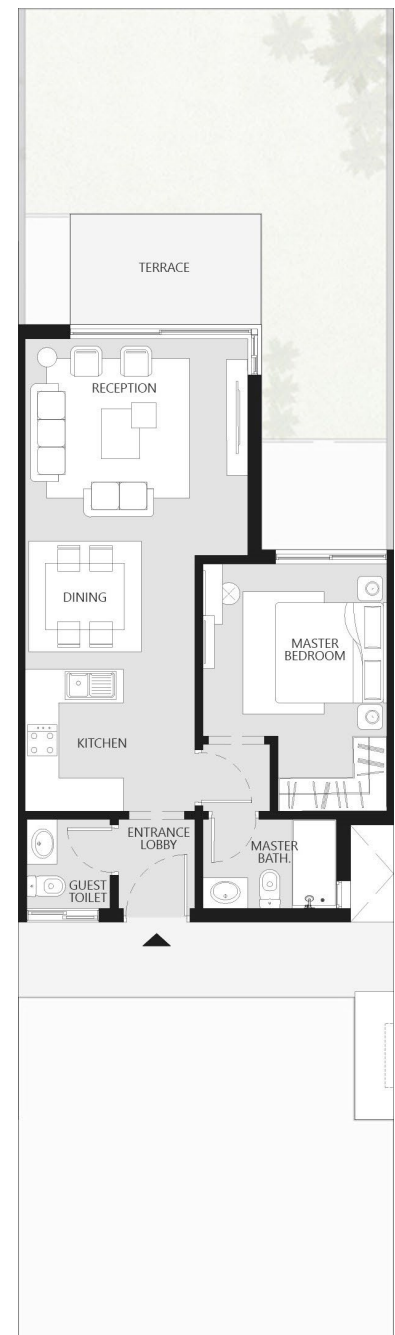 TERRACE
RECEPTION
DINING
MASTER
BEDROOM
KITCHEN
ENTRANCE
LOBBY
MASTER
BATH.
GUEST
TOILET